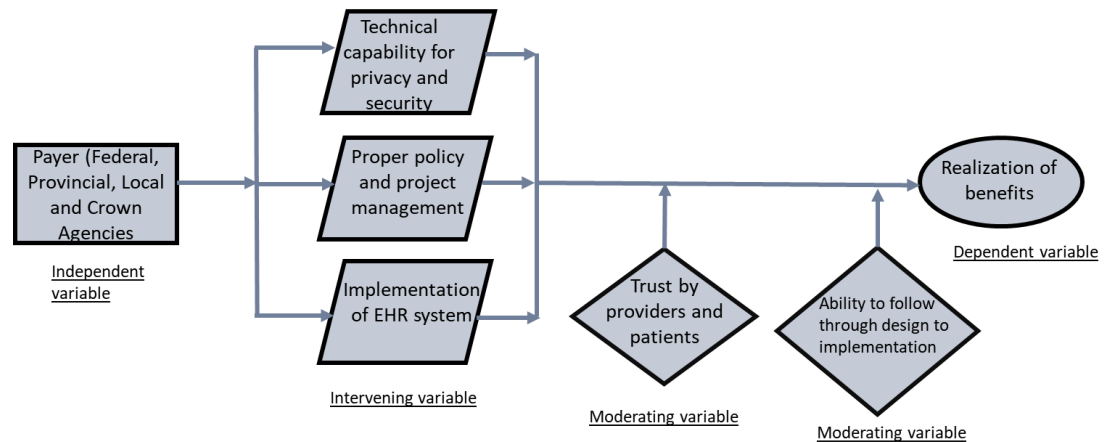 Technical
capability for
privacy and
security
Payer (Federal,
Provincial, Local
and Crown
Agencies
Independent
variable
Proper policy
and project
management
Implementation
of EHR system
Intervening variable
Trust by
providers and
patients
Moderating variable
Ability to follow
through design to
implementation
Moderating variable
Realization of
benefits
Dependent variable